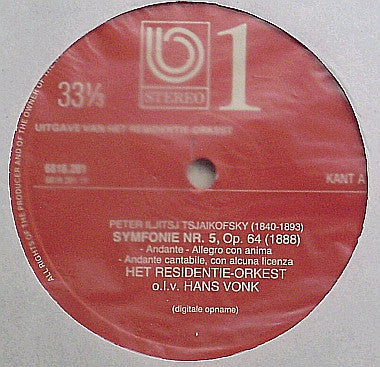 33⅓
STEREO
1
UITGAVE VAN HET RESIDENTIE-ORKEST
6818.201
KANT A
PETER ILJITSJ TSJAIKOFSKY (1840-1893)
SYMFONIE NR. 5, Op. 64 (1888)
- Andante - Allegro con anima
- Andante cantabile, con alcuna licenza
HET RESIDENTIE-ORKEST
o.l.v. HANS VONK
(digitale opname)
ALL RIGHTS OF THE PRODUCER AND OF THE OWNER OF